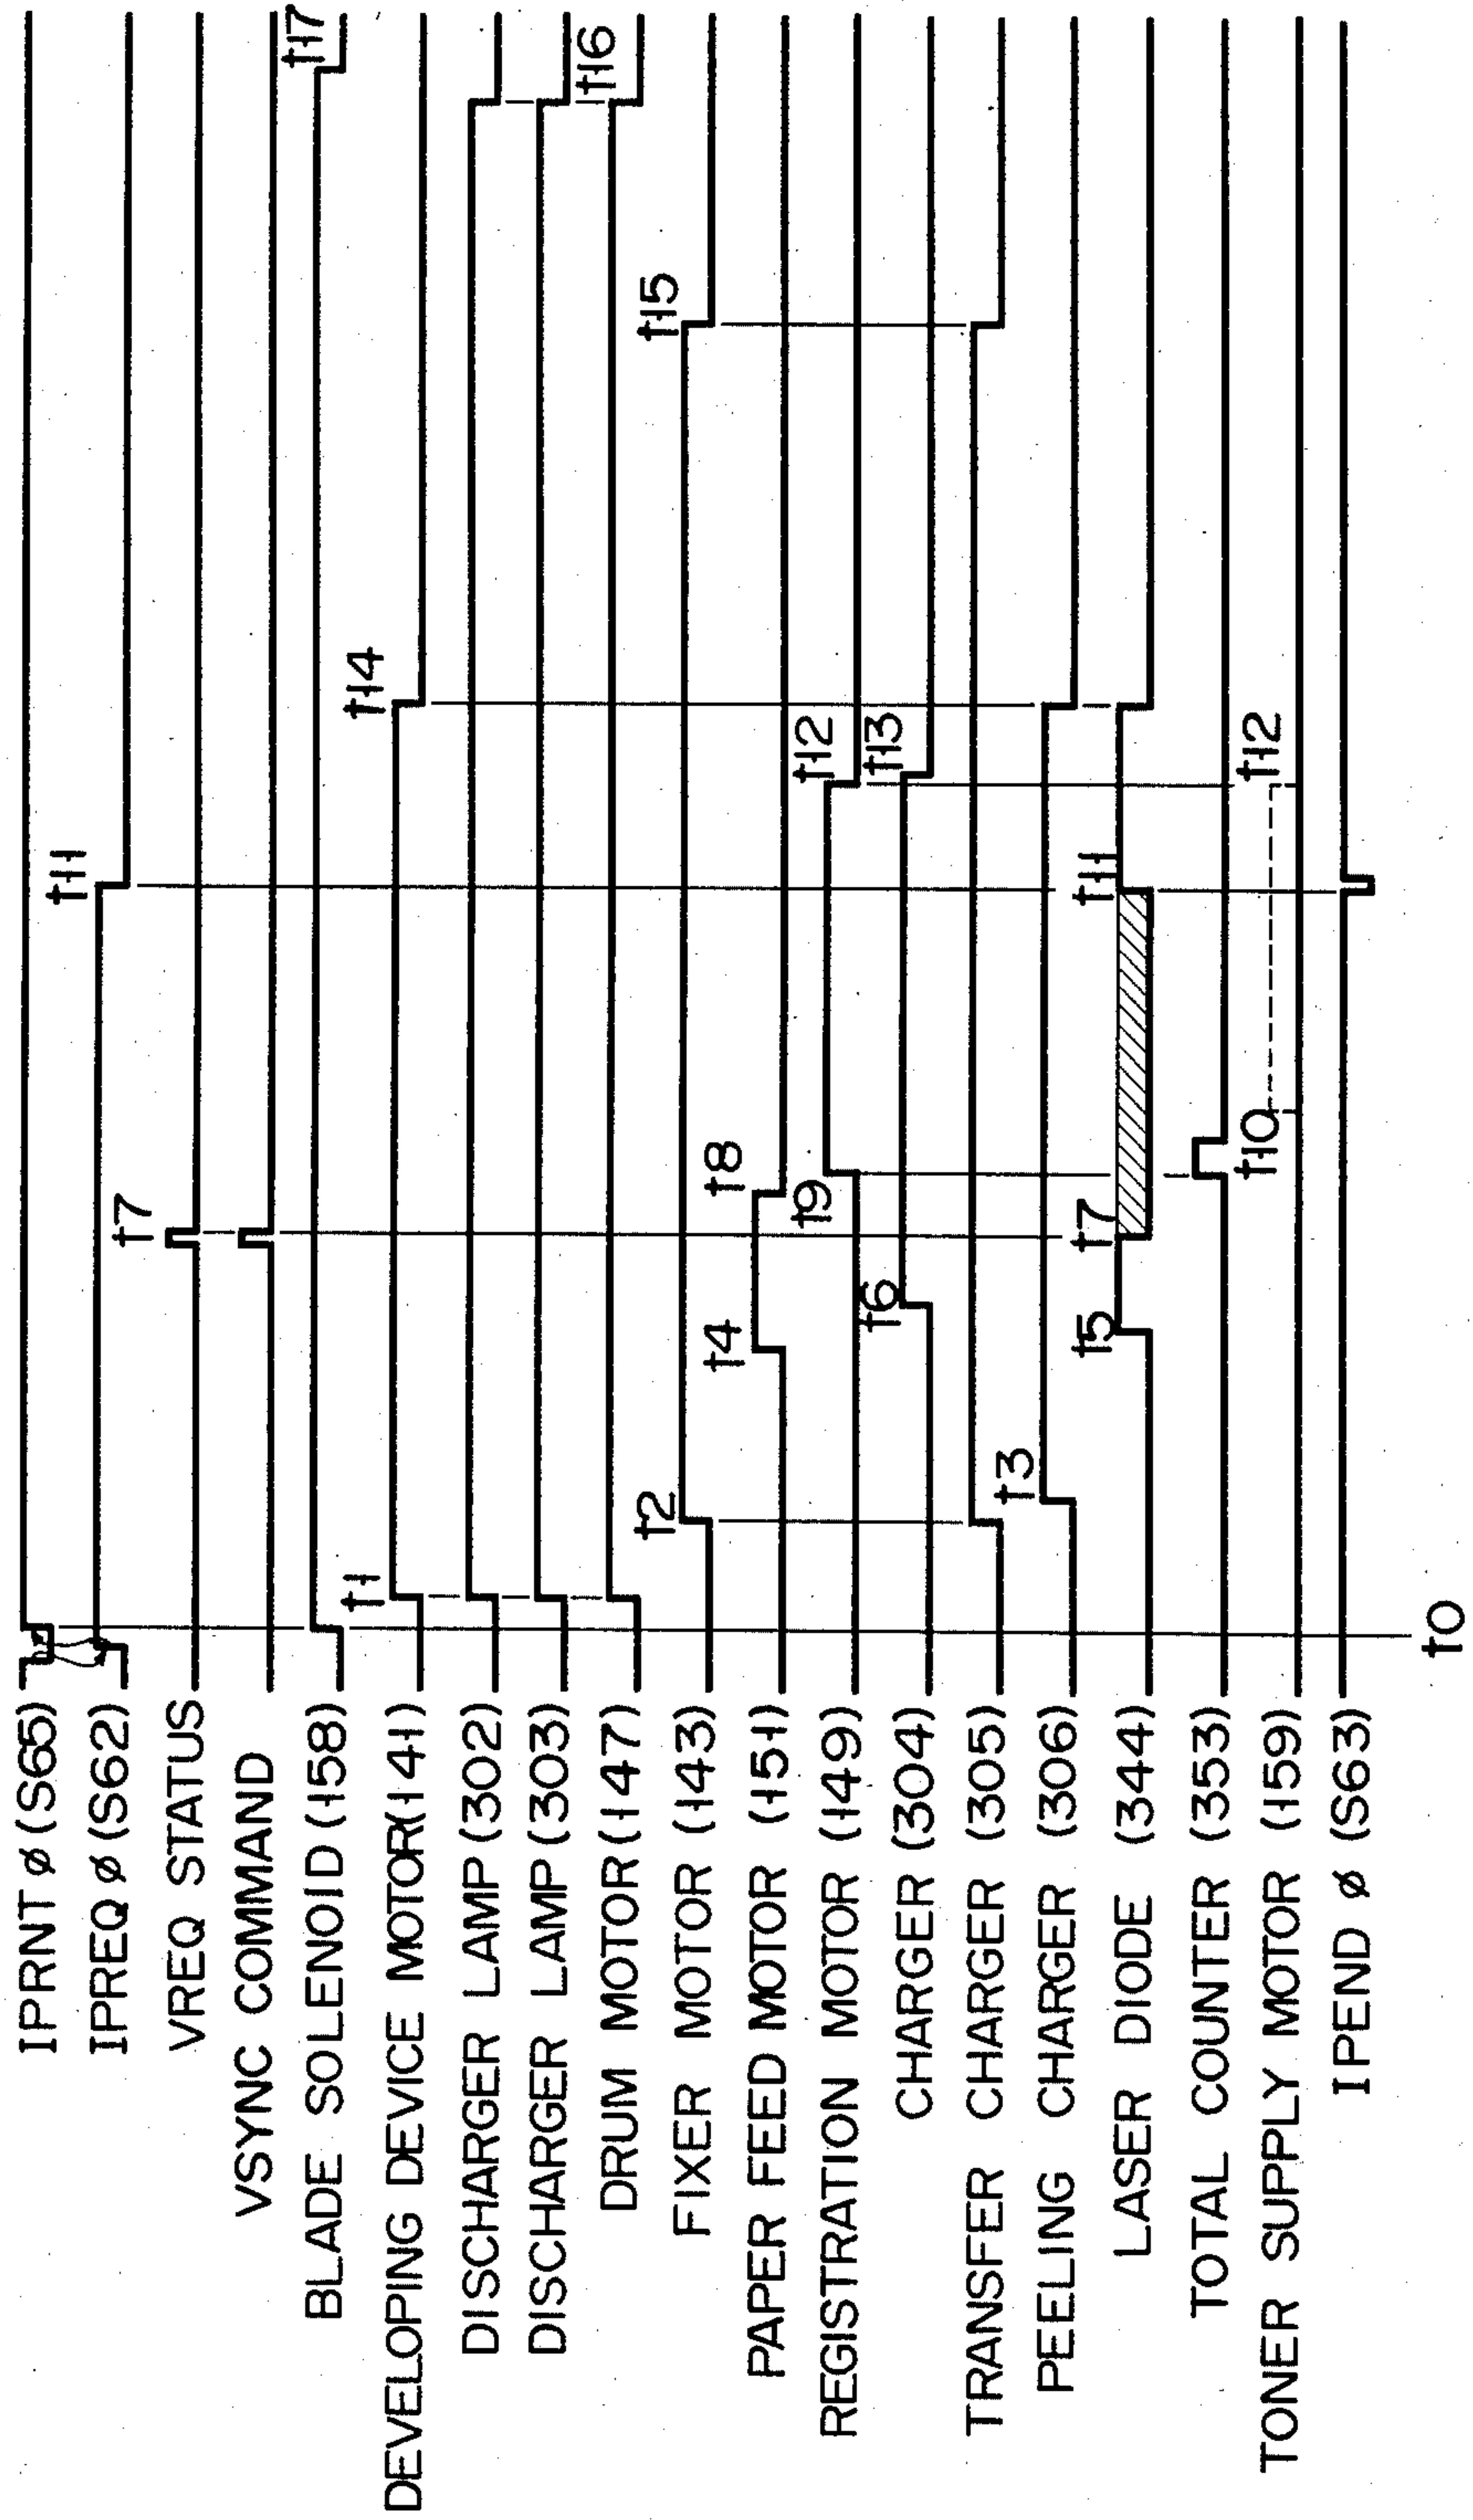 IPRNT ø (S65)
IPREQ ø (S62) t11
VREQ STATUS t7
VSYNC COMMAND
BLADE SOLENOID (158) t17
DEVELOPING DEVICE MOTOR (141) t1 t14
DISCHARGER LAMP (302)
DISCHARGER LAMP (303)
DRUM MOTOR (147) t16
FIXER MOTOR (143) t2 t15
PAPER FEED MOTOR (151) t4 t8
REGISTRATION MOTOR (149) t9 t12
CHARGER (304) t6 t13
TRANSFER CHARGER (305)
PEELING CHARGER (306) t3
LASER DIODE (344) t5 t7 t11
TOTAL COUNTER (353)
TONER SUPPLY MOTOR (159) t10 t12
IPEND ø (S63)
t0